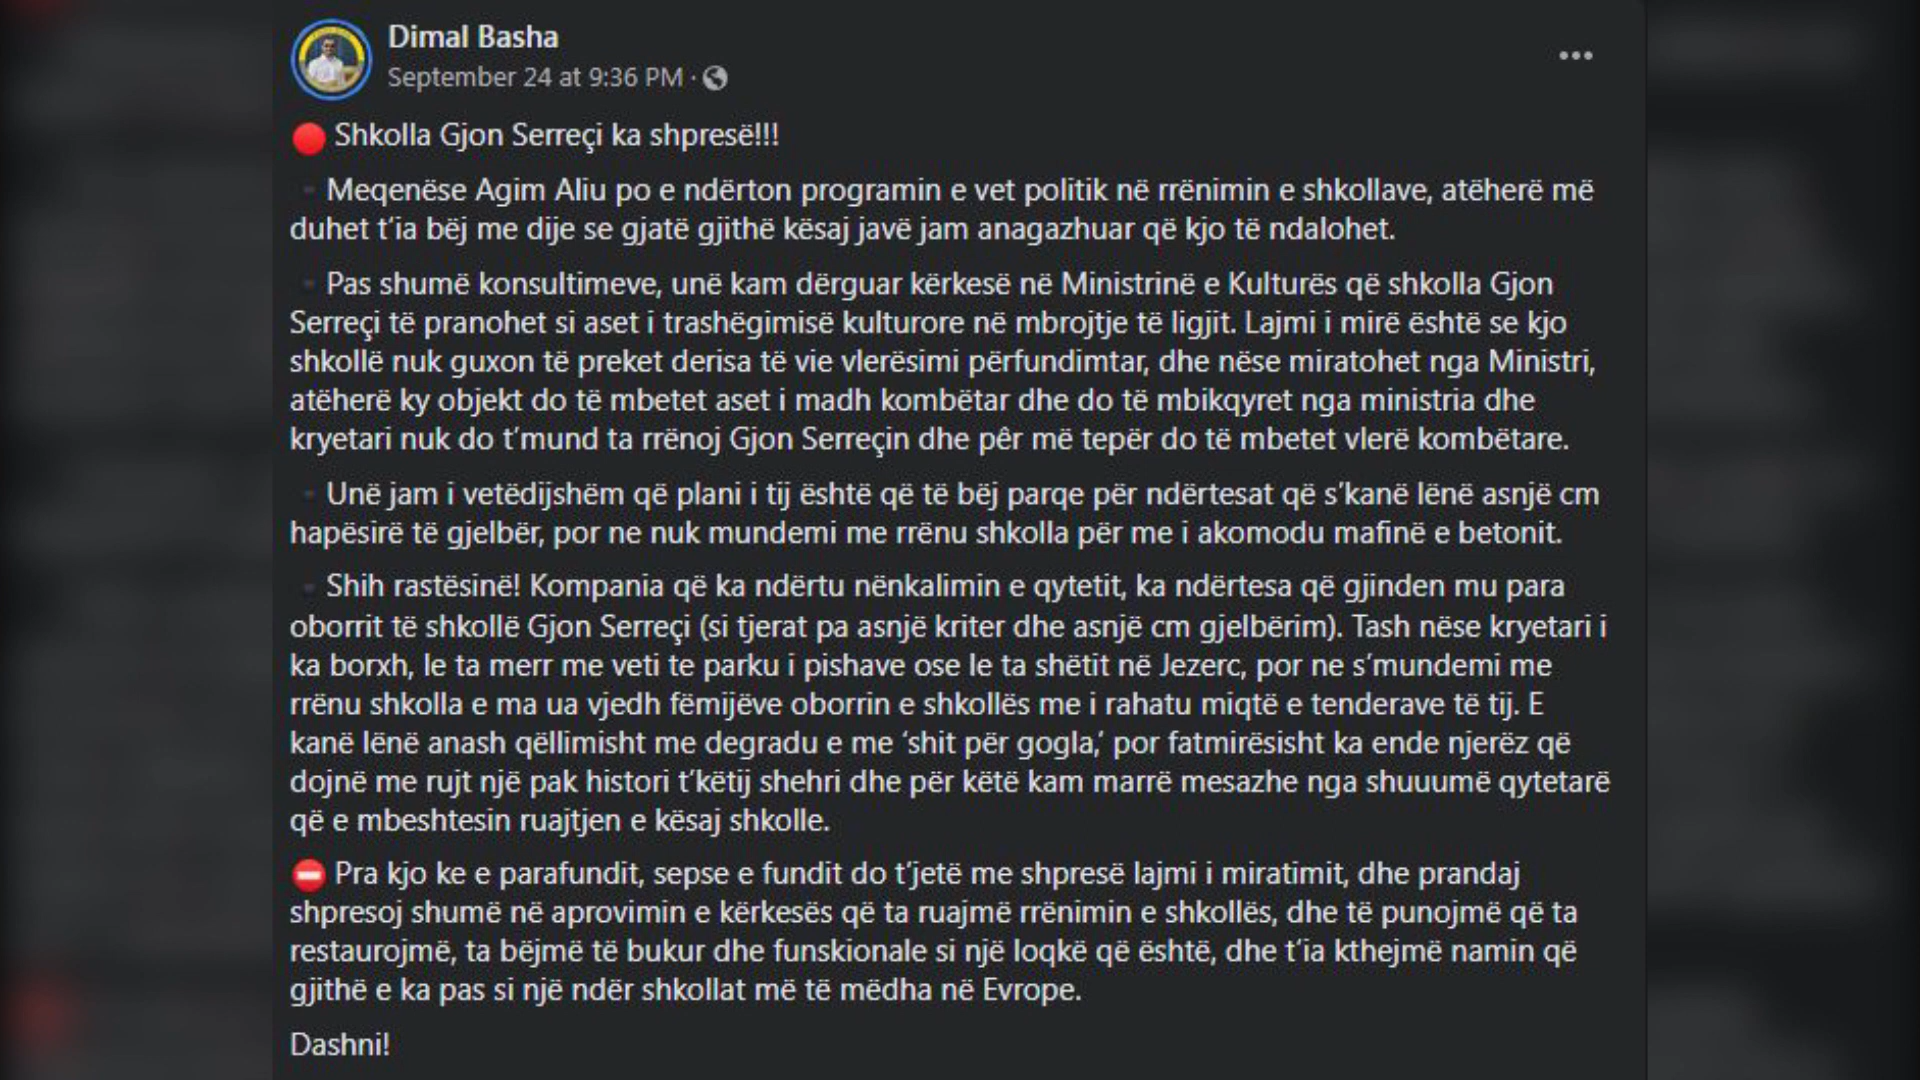 Dimal Basha
September 24 at 9:36 PM ·
Shkolla Gjon Serreçi ka shpresë!!!
Meqenëse Agim Aliu po e ndërton programin e vet politik në rrënimin e shkollave, atëherë më
duhet t’ia bëj me dije se gjatë gjithë kësaj javë jam anagazhuar që kjo të ndalohet.
Pas shumë konsultimeve, unë kam dërguar kërkesë në Ministrinë e Kulturës që shkolla Gjon
Serreçi të pranohet si aset i trashëgimisë kulturore në mbrojtje të ligjit. Lajmi i mirë është se kjo
shkollë nuk guxon të preket derisa të vie vlerësimi përfundimtar, dhe nëse miratohet nga Ministri,
atëherë ky objekt do të mbetet aset i madh kombëtar dhe do të mbikqyret nga ministria dhe
kryetari nuk do t’mund ta rrënoj Gjon Serreçin dhe pêr më tepër do të mbetet vlerë kombëtare.
Unë jam i vetëdijshëm që plani i tij është që të bëj parqe për ndërtesat që s’kanë lënë asnjë cm
hapësirë të gjelbër, por ne nuk mundemi me rrënu shkolla për me i akomodu mafinë e betonit.
Shih rastësinë! Kompania që ka ndërtu nënkalimin e qytetit, ka ndërtesa që gjinden mu para
oborrit të shkollë Gjon Serreçi (si tjerat pa asnjë kriter dhe asnjë cm gjelbërim). Tash nëse kryetari i
ka borxh, le ta merr me veti te parku i pishave ose le ta shëtit në Jezerc, por ne s’mundemi me
rrënu shkolla e ma ua vjedh fëmijëve oborrin e shkollës me i rahatu miqtë e tenderave të tij. E
kanë lënë anash qëllimisht me degradu e me ‘shit për gogla,’ por fatmirësisht ka ende njerëz që
dojnë me rujt një pak histori t’këtij shehri dhe për këtë kam marrë mesazhe nga shuuumë qytetarë
që e mbeshtesin ruajtjen e kësaj shkolle.
Pra kjo ke e parafundit, sepse e fundit do t’jetë me shpresë lajmi i miratimit, dhe prandaj
shpresoj shumë në aprovimin e kërkesës që ta ruajmë rrënimin e shkollës, dhe të punojmë që ta
restaurojmë, ta bëjmë të bukur dhe funskionale si një loqkë që është, dhe t’ia kthejmë namin që
gjithë e ka pas si një ndër shkollat më të mëdha në Evrope.
Dashni!